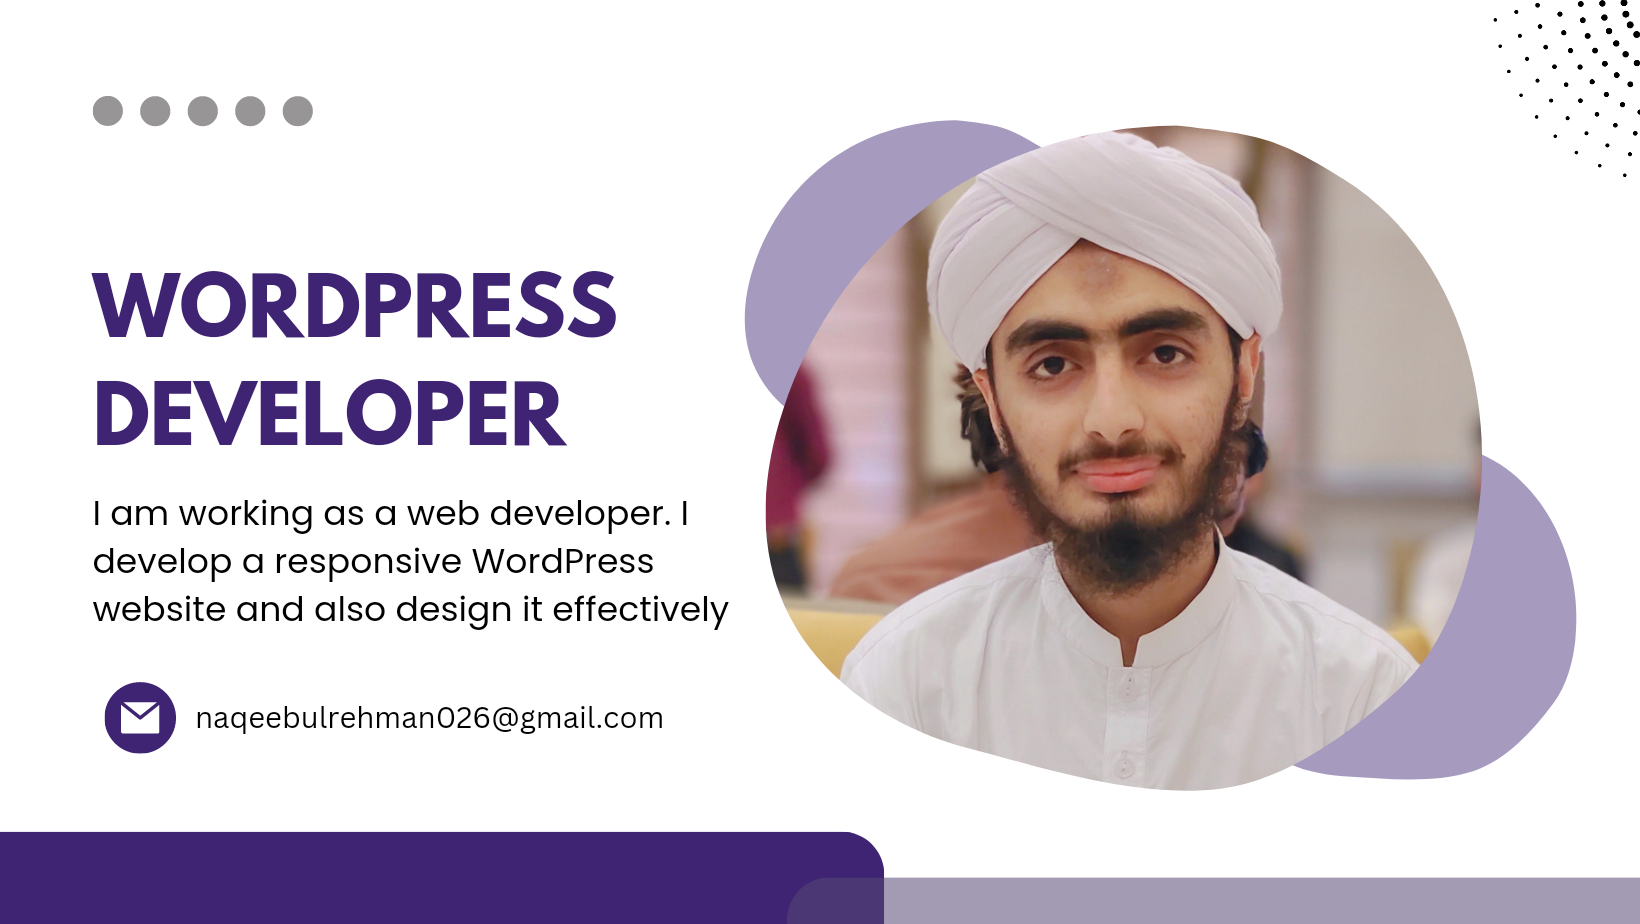 WORDPRESS
DEVELOPER
I am working as a web developer. I
develop a responsive WordPress
website and also design it effectively
naqeebulrehman026@gmail.com